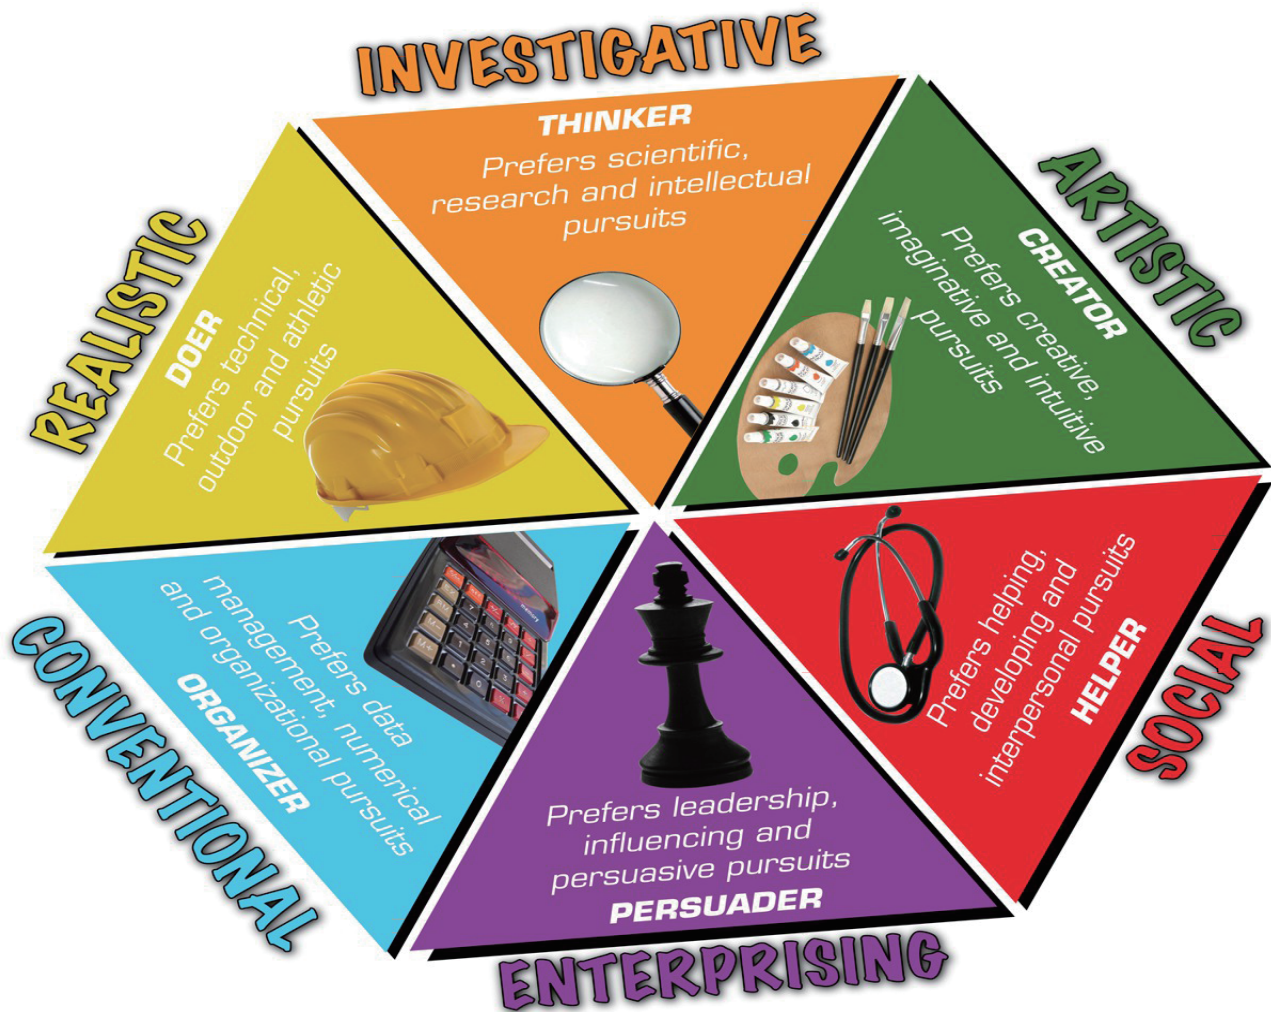 INVESTIGATIVE
THINKER
Prefers scientific,
research and intellectual
pursuits
ARTISTIC
CREATOR
Prefers creative,
imaginative and intuitive
pursuits
SOCIAL
Prefers helping,
developing and
interpersonal pursuits
HELPER
ENTERPRISING
Prefers leadership,
influencing and
persuasive pursuits
PERSUADER
CONVENTIONAL
Prefers data
management, numerical
and organizational pursuits
ORGANIZER
REALISTIC
DOER
Prefers technical,
outdoor and athletic
pursuits